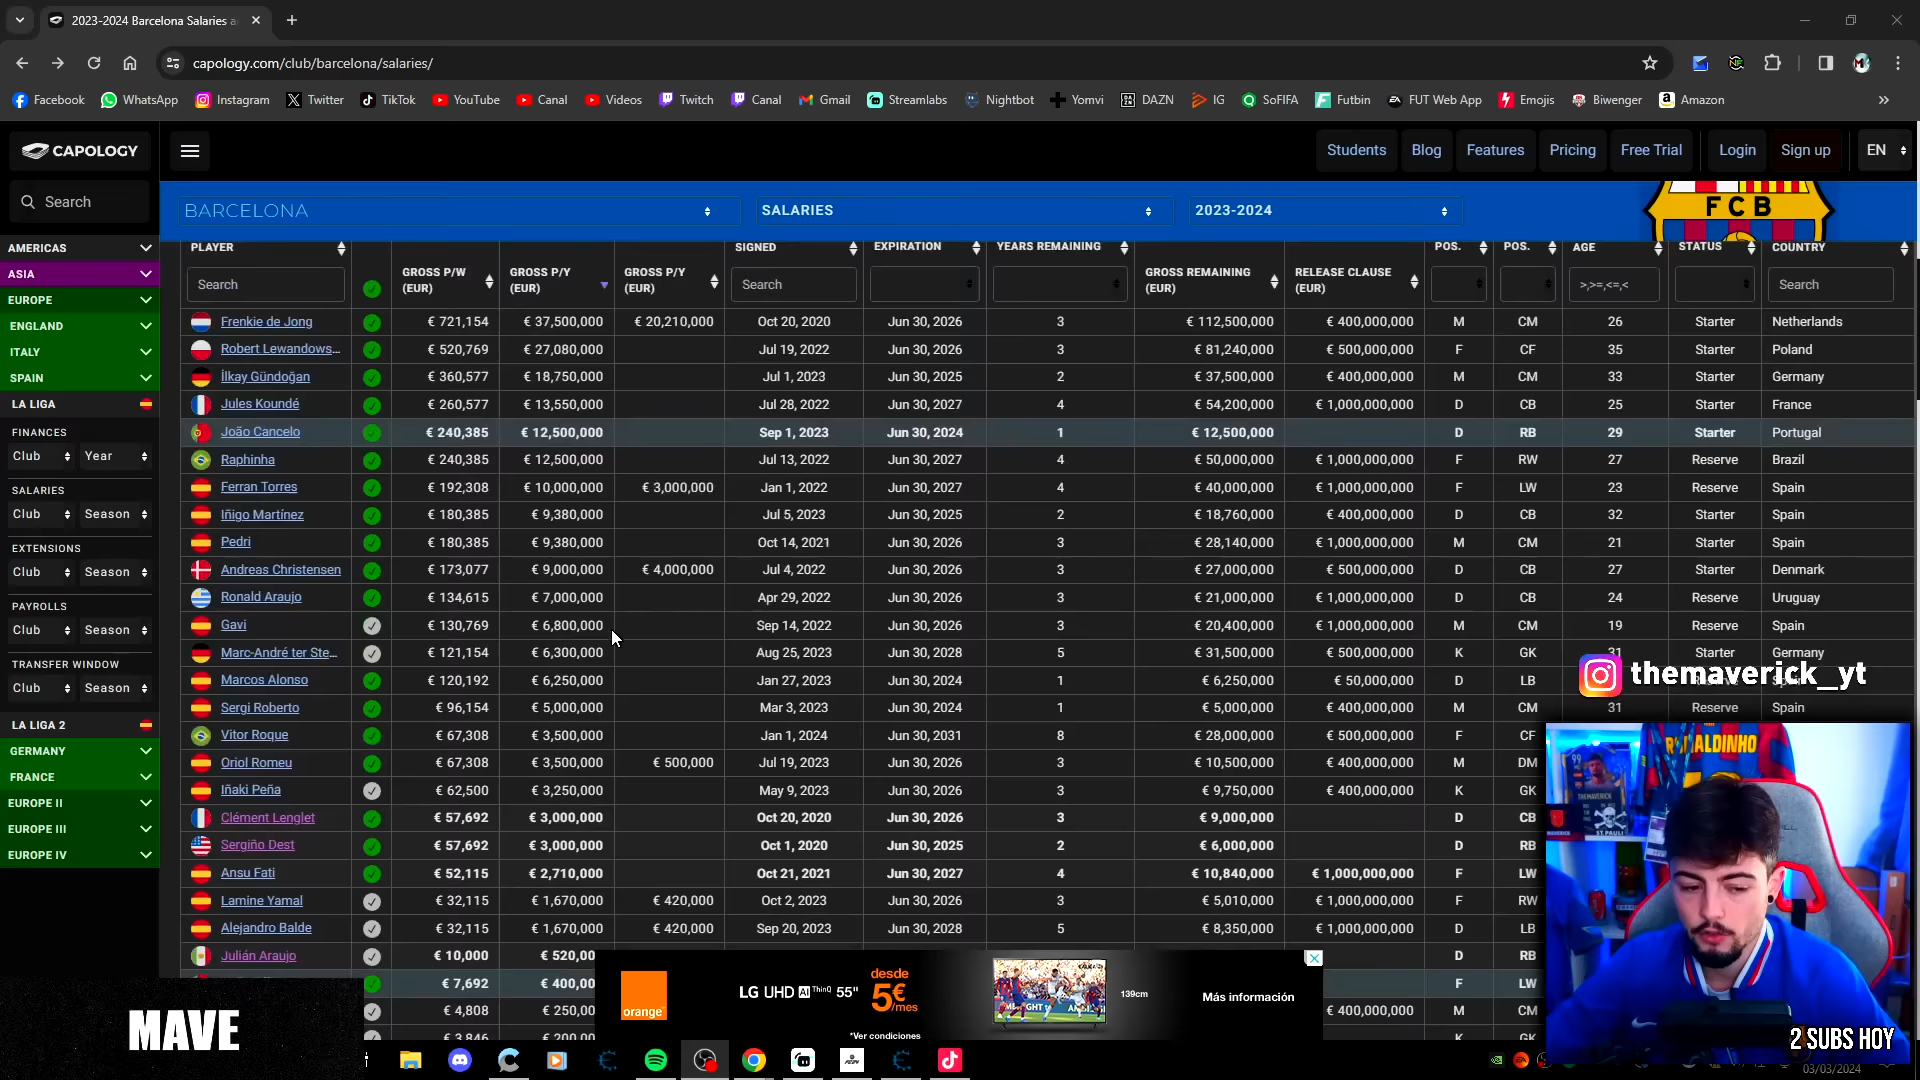 2023-2024 Barcelona Salaries a
capology.com/club/barcelona/salaries/
Facebook WhatsApp Instagram Twitter TikTok YouTube Canal Videos Twitch Canal Gmail Streamlabs Nightbot Yomvi DAZN IG SoFIFA Futbin FUT Web App Emojis Biwenger Amazon
CAPOLOGY
Students Blog Features Pricing Free Trial Login Sign up EN
Search
BARCELONA SALARIES 2023-2024
FCB
AMERICAS
ASIA
EUROPE
ENGLAND
ITALY
SPAIN
LA LIGA
FINANCES
Club Year
SALARIES
Club Season
EXTENSIONS
Club Season
PAYROLLS
Club Season
TRANSFER WINDOW
Club Season
LA LIGA 2
GERMANY
FRANCE
EUROPE II
EUROPE III
EUROPE IV
PLAYER SIGNED EXPIRATION YEARS REMAINING POS. POS. AGE STATUS COUNTRY
GROSS P/W (EUR) GROSS P/Y (EUR) GROSS P/Y (EUR) GROSS REMAINING (EUR) RELEASE CLAUSE (EUR)
Search Search >,>=,<=,< Search
Frenkie de Jong € 721,154 € 37,500,000 € 20,210,000 Oct 20, 2020 Jun 30, 2026 3 € 112,500,000 € 400,000,000 M CM 26 Starter Netherlands
Robert Lewandows... € 520,769 € 27,080,000 Jul 19, 2022 Jun 30, 2026 3 € 81,240,000 € 500,000,000 F CF 35 Starter Poland
İlkay Gündoğan € 360,577 € 18,750,000 Jul 1, 2023 Jun 30, 2025 2 € 37,500,000 € 400,000,000 M CM 33 Starter Germany
Jules Koundé € 260,577 € 13,550,000 Jul 28, 2022 Jun 30, 2027 4 € 54,200,000 € 1,000,000,000 D CB 25 Starter France
João Cancelo € 240,385 € 12,500,000 Sep 1, 2023 Jun 30, 2024 1 € 12,500,000 D RB 29 Starter Portugal
Raphinha € 240,385 € 12,500,000 Jul 13, 2022 Jun 30, 2027 4 € 50,000,000 € 1,000,000,000 F RW 27 Reserve Brazil
Ferran Torres € 192,308 € 10,000,000 € 3,000,000 Jan 1, 2022 Jun 30, 2027 4 € 40,000,000 € 1,000,000,000 F LW 23 Reserve Spain
Iñigo Martínez € 180,385 € 9,380,000 Jul 5, 2023 Jun 30, 2025 2 € 18,760,000 € 400,000,000 D CB 32 Starter Spain
Pedri € 180,385 € 9,380,000 Oct 14, 2021 Jun 30, 2026 3 € 28,140,000 € 1,000,000,000 M CM 21 Starter Spain
Andreas Christensen € 173,077 € 9,000,000 € 4,000,000 Jul 4, 2022 Jun 30, 2026 3 € 27,000,000 € 500,000,000 D CB 27 Starter Denmark
Ronald Araujo € 134,615 € 7,000,000 Apr 29, 2022 Jun 30, 2026 3 € 21,000,000 € 1,000,000,000 D CB 24 Reserve Uruguay
Gavi € 130,769 € 6,800,000 Sep 14, 2022 Jun 30, 2026 3 € 20,400,000 € 1,000,000,000 M CM 19 Reserve Spain
Marc-André ter Ste... € 121,154 € 6,300,000 Aug 25, 2023 Jun 30, 2028 5 € 31,500,000 € 500,000,000 K GK 31 Starter Germany
themaverick_yt
Marcos Alonso € 120,192 € 6,250,000 Jan 27, 2023 Jun 30, 2024 1 € 6,250,000 € 50,000,000 D LB
Sergi Roberto € 96,154 € 5,000,000 Mar 3, 2023 Jun 30, 2024 1 € 5,000,000 € 400,000,000 M CM 31 Reserve Spain
Vitor Roque € 67,308 € 3,500,000 Jan 1, 2024 Jun 30, 2031 8 € 28,000,000 € 500,000,000 F CF
Oriol Romeu € 67,308 € 3,500,000 € 500,000 Jul 19, 2023 Jun 30, 2026 3 € 10,500,000 € 400,000,000 M DM
Iñaki Peña € 62,500 € 3,250,000 May 9, 2023 Jun 30, 2026 3 € 9,750,000 € 400,000,000 K GK
Clément Lenglet € 57,692 € 3,000,000 Oct 20, 2020 Jun 30, 2026 3 € 9,000,000 D CB
Sergiño Dest € 57,692 € 3,000,000 Oct 1, 2020 Jun 30, 2025 2 € 6,000,000 D RB
Ansu Fati € 52,115 € 2,710,000 Oct 21, 2021 Jun 30, 2027 4 € 10,840,000 € 1,000,000,000 F LW
Lamine Yamal € 32,115 € 1,670,000 € 420,000 Oct 2, 2023 Jun 30, 2026 3 € 5,010,000 € 1,000,000,000 F RW
Alejandro Balde € 32,115 € 1,670,000 € 420,000 Sep 20, 2023 Jun 30, 2028 5 € 8,350,000 € 1,000,000,000 D LB
Julián Araujo € 10,000 € 520,00 D RB
€ 7,692 € 400,00 F LW
€ 4,808 € 250,00 € 400,000,000 M CM
€ 3,846 € 200,00 K GK
orange
LG UHD AI ThinQ 55" desde 5€/mes
139cm
Más información
*Ver condiciones
99
THEMAVERICK
ST. PAULI
MAVE
2 SUBS HOY
03/03/2024